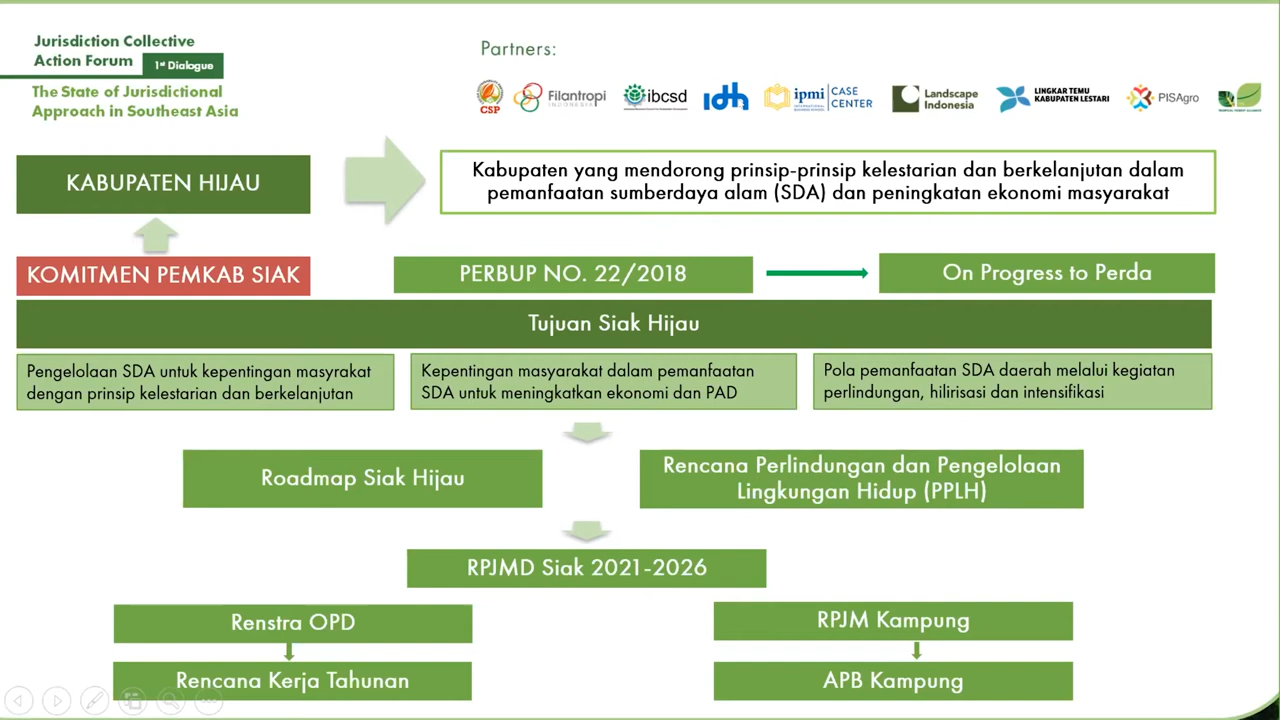 Jurisdiction Collective
Action Forum
1st Dialogue
The State of Jurisdictional
Approach in Southeast Asia
Partners:
CSP
Filantropi
INDONESIA
ibcsd
idh
ipmi
CASE
CENTER
Landscape
Indonesia
LINGKAR TEMU
KABUPATEN LESTARI
PISAgro
KABUPATEN HIJAU
Kabupaten yang mendorong prinsip-prinsip kelestarian dan berkelanjutan dalam
pemanfaatan sumberdaya alam (SDA) dan peningkatan ekonomi masyarakat
KOMITMEN PEMKAB SIAK
PERBUP NO. 22/2018
On Progress to Perda
Tujuan Siak Hijau
Pengelolaan SDA untuk kepentingan masyrakat
dengan prinsip kelestarian dan berkelanjutan
Kepentingan masyarakat dalam pemanfaatan
SDA untuk meningkatkan ekonomi dan PAD
Pola pemanfaatan SDA daerah melalui kegiatan
perlindungan, hilirisasi dan intensifikasi
Roadmap Siak Hijau
Rencana Perlindungan dan Pengelolaan
Lingkungan Hidup (PPLH)
RPJMD Siak 2021-2026
Renstra OPD
RPJM Kampung
Rencana Kerja Tahunan
APB Kampung